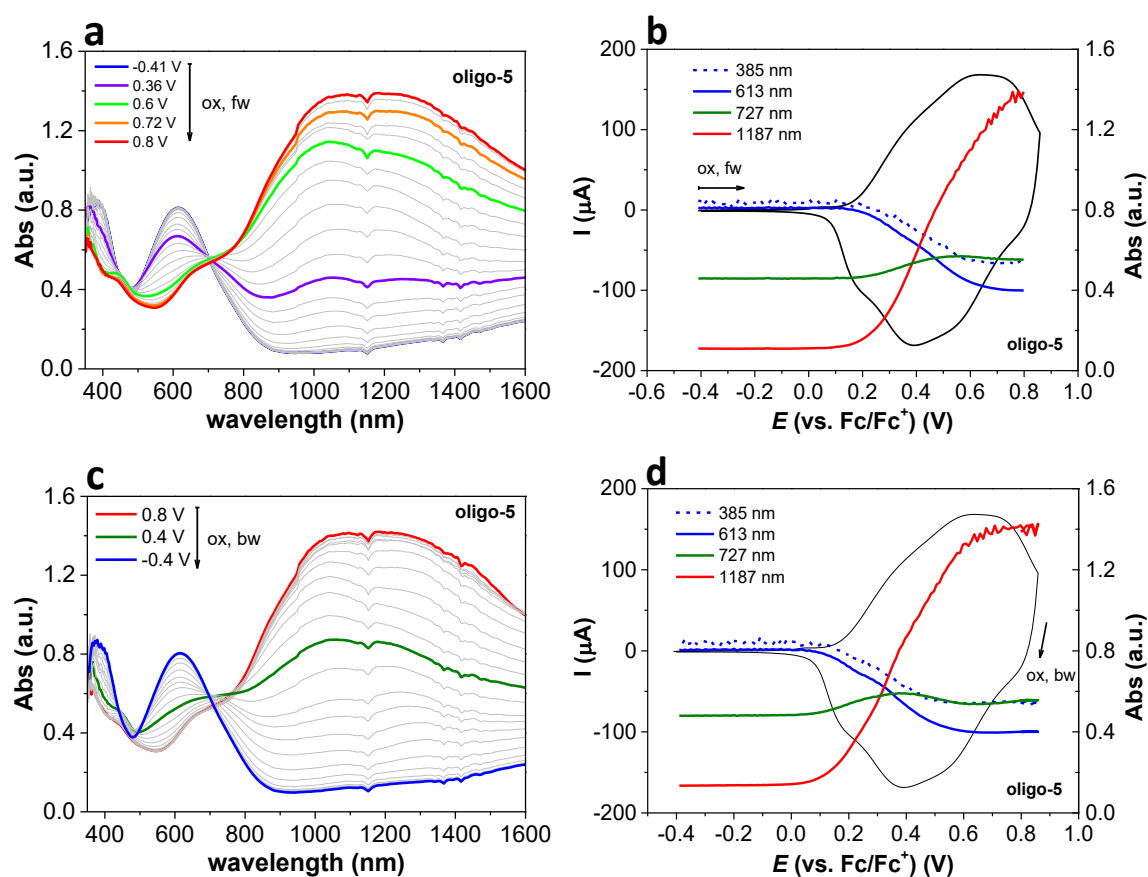 a
1.6
1.2
0.8
0.4
0.0
Abs (a.u.)
-0.41 V
0.36 V
0.6 V
0.72 V
0.8 V
ox, fw
oligo-5
400 600 800 1000 1200 1400 1600
wavelength (nm)
b
200
100
0
-100
-200
I (µA)
385 nm
613 nm
727 nm
1187 nm
ox, fw
oligo-5
1.6
1.2
0.8
0.4
0.0
Abs (a.u.)
-0.6 -0.4 -0.2 0.0 0.2 0.4 0.6 0.8 1.0
E (vs. Fc/Fc+) (V)
c
1.6
1.2
0.8
0.4
0.0
Abs (a.u.)
0.8 V
0.4 V
-0.4 V
ox, bw
oligo-5
400 600 800 1000 1200 1400 1600
wavelength (nm)
d
200
100
0
-100
-200
I (µA)
385 nm
613 nm
727 nm
1187 nm
ox, bw
oligo-5
1.6
1.2
0.8
0.4
0.0
Abs (a.u.)
-0.4 -0.2 0.0 0.2 0.4 0.6 0.8 1.0
E (vs. Fc/Fc+) (V)